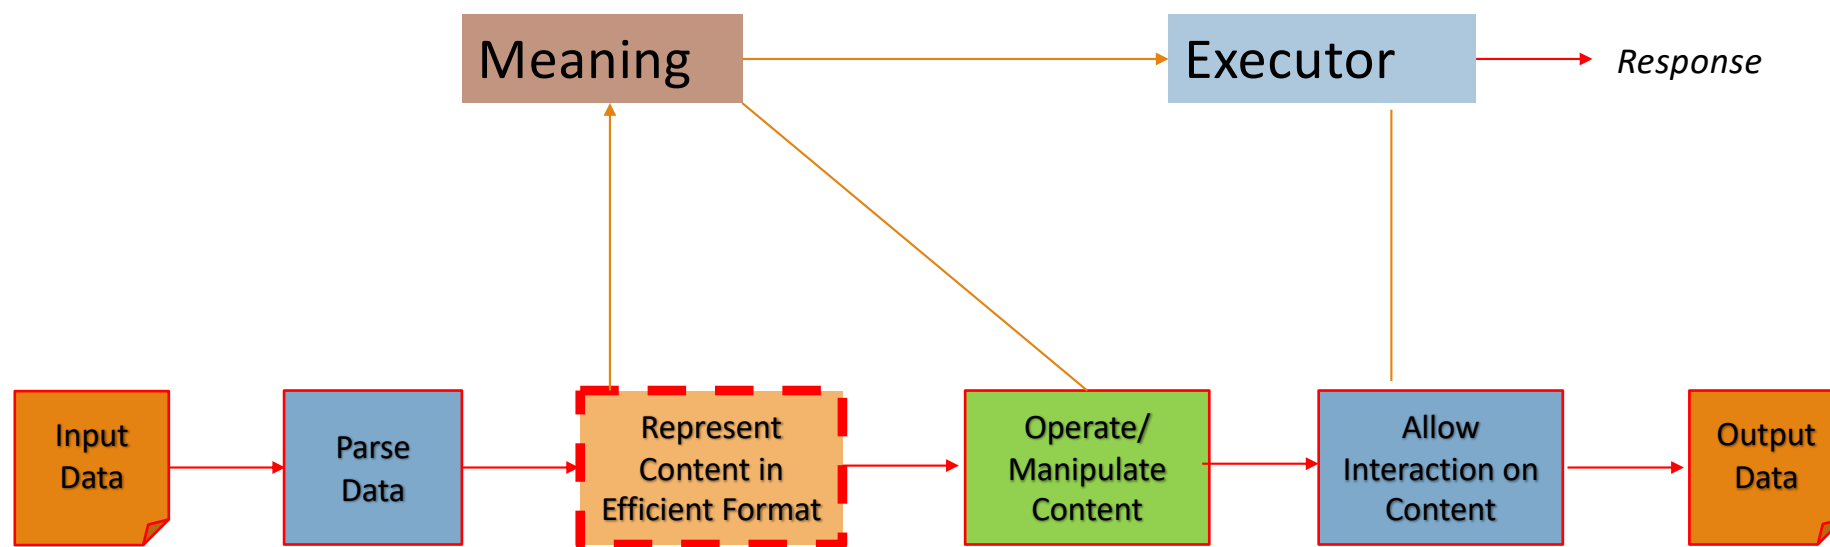 Meaning
Executor
Response
Input
Data
Parse
Data
Represent
Content in
Efficient Format
Operate/
Manipulate
Content
Allow
Interaction on
Content
Output
Data